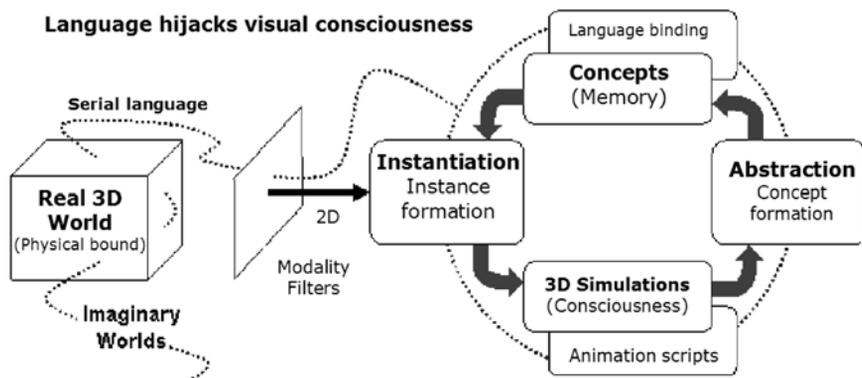 Language hijacks visual consciousness
Language binding
Concepts
(Memory)
Serial language
Instantiation
Instance
formation
Abstraction
Concept
formation
Real 3D
World
(Physical bound)
2D
Modality
Filters
3D Simulations
(Consciousness)
Imaginary
Worlds
Animation scripts